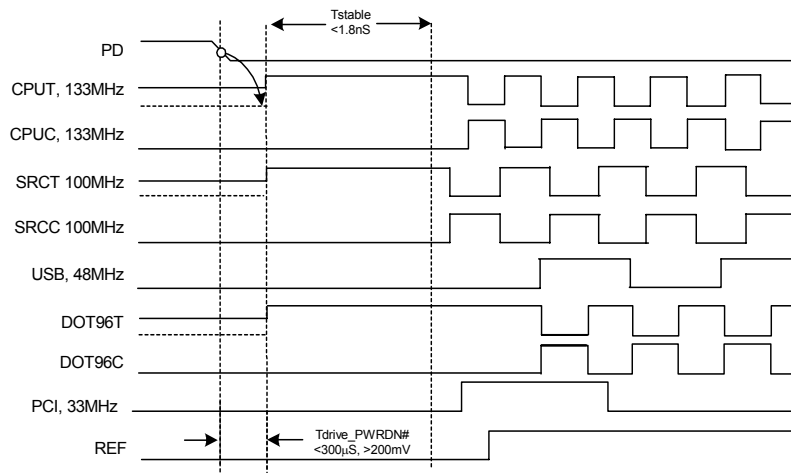 Tstable
<1.8nS
PD
CPUT, 133MHz
CPUC, 133MHz
SRCT 100MHz
SRCC 100MHz
USB, 48MHz
DOT96T
DOT96C
PCI, 33MHz
Tdrive_PWRDN#
<300µS, >200mV
REF